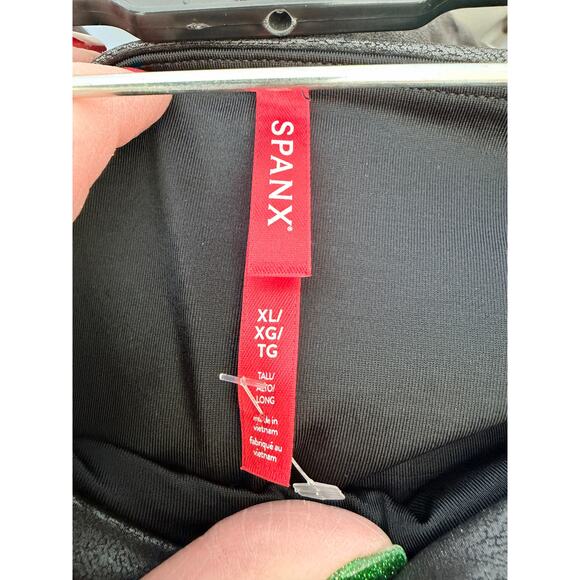 SPANX®
XL/
XG/
TG
TALL/
ALTO/
LONG
made in
vietnam
fabriqué au
vietnam